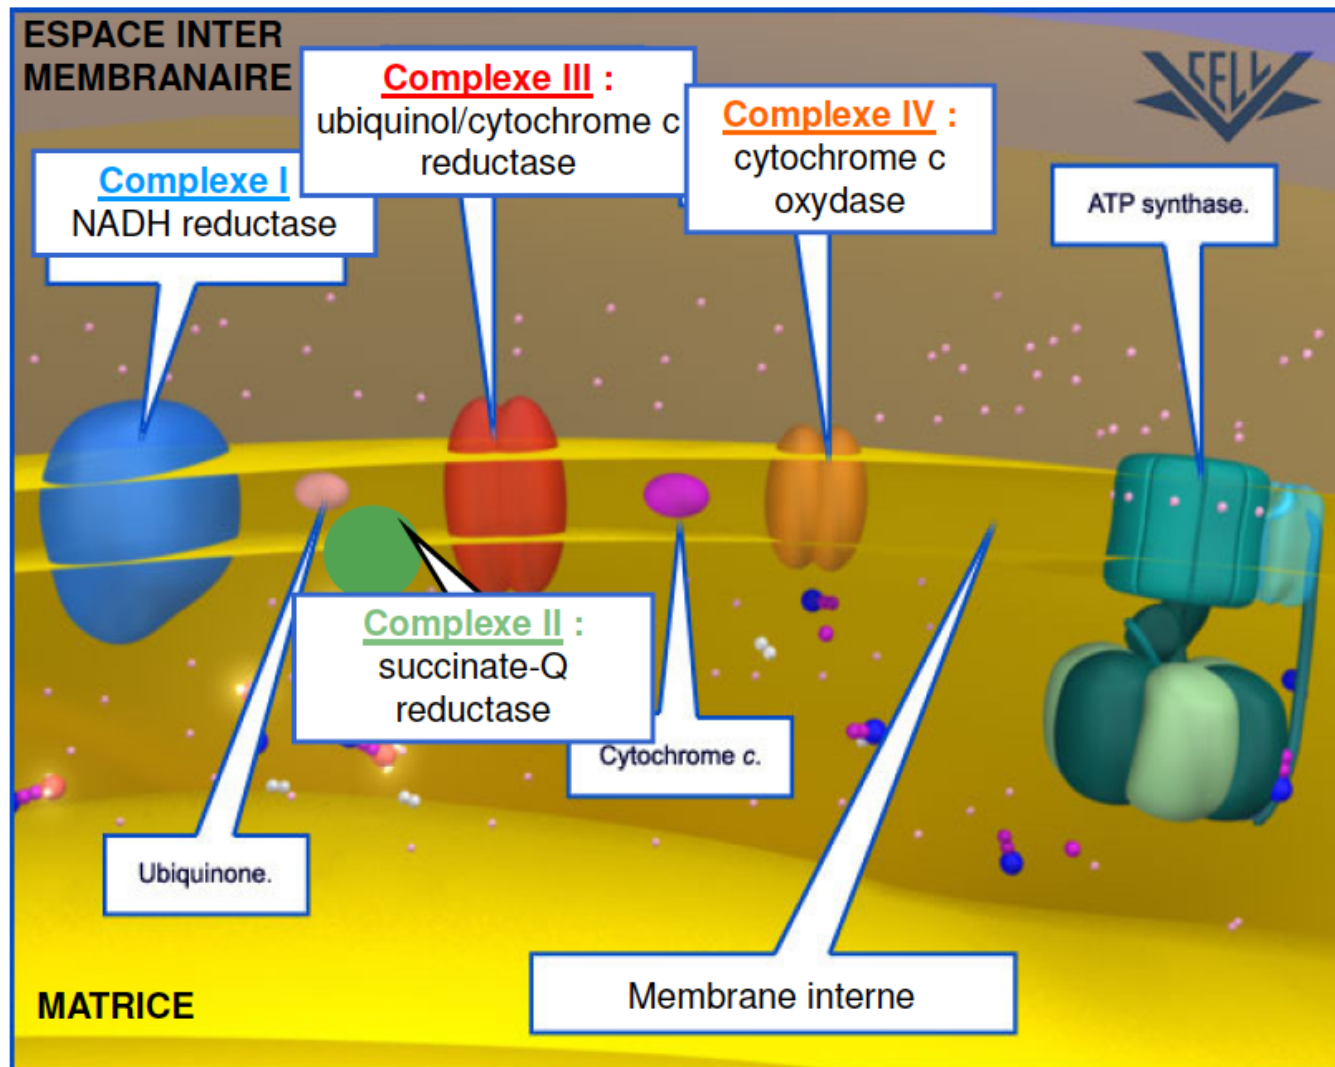 ESPACE INTER
MEMBRANAIRE
Complexe III :
ubiquinol/cytochrome c
reductase
Complexe IV :
cytochrome c
oxydase
CELL
Complexe I
NADH reductase
ATP synthase.
Complexe II :
succinate-Q
reductase
Cytochrome c.
Ubiquinone.
Membrane interne
MATRICE